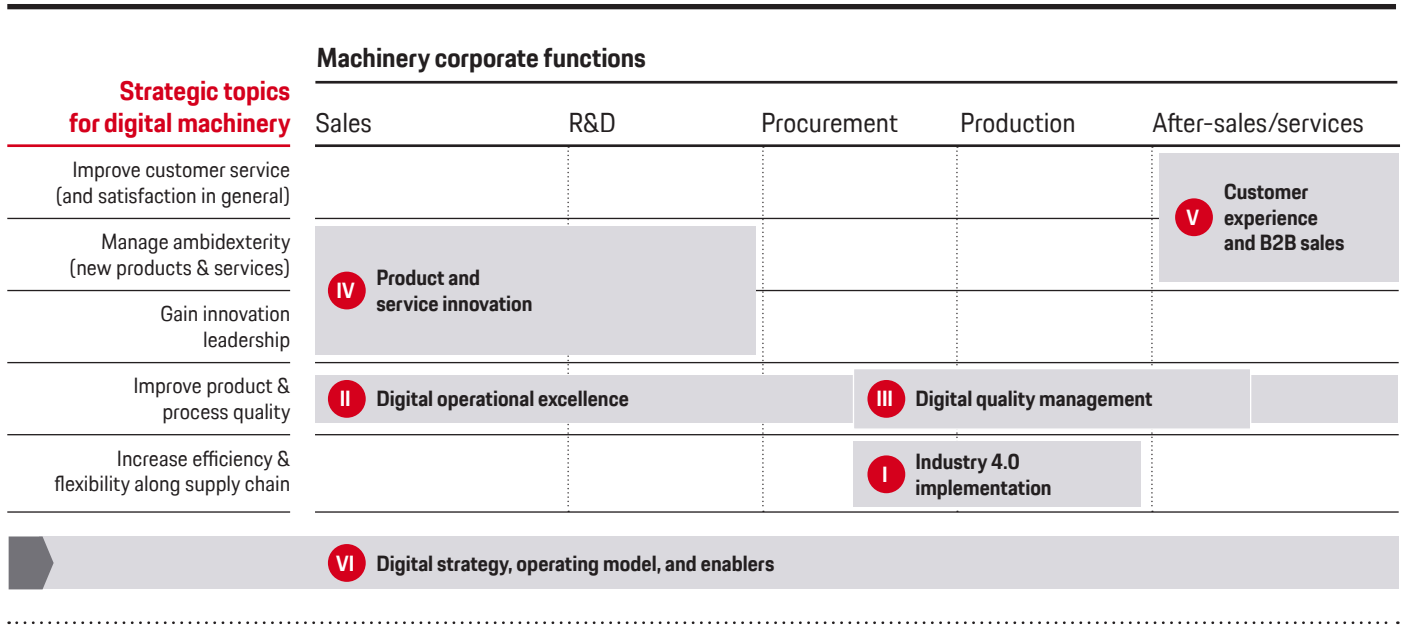 Machinery corporate functions
Strategic topics
for digital machinery
Sales
R&D
Procurement
Production
After-sales/services
Improve customer service
(and satisfaction in general)
V
Customer
experience
and B2B sales
Manage ambidexterity
(new products & services)
IV
Product and
service innovation
Gain innovation
leadership
Improve product &
process quality
II
Digital operational excellence
III
Digital quality management
Increase efficiency &
flexibility along supply chain
I
Industry 4.0
implementation
VI
Digital strategy, operating model, and enablers